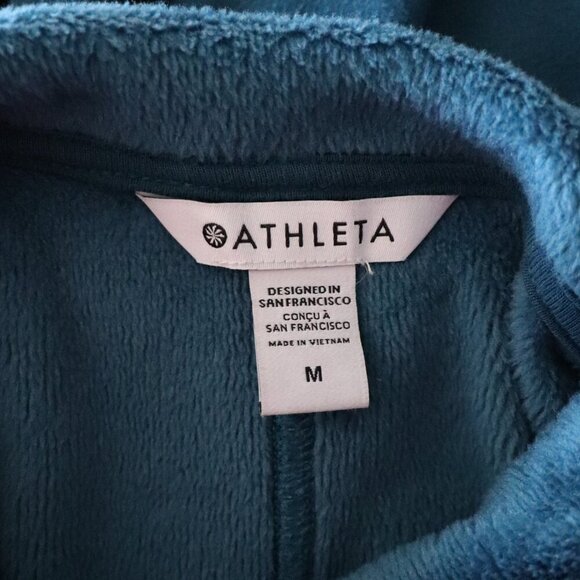 ATHLETA
DESIGNED IN
SAN FRANCISCO
CONÇU À
SAN FRANCISCO
MADE IN VIETNAM
M